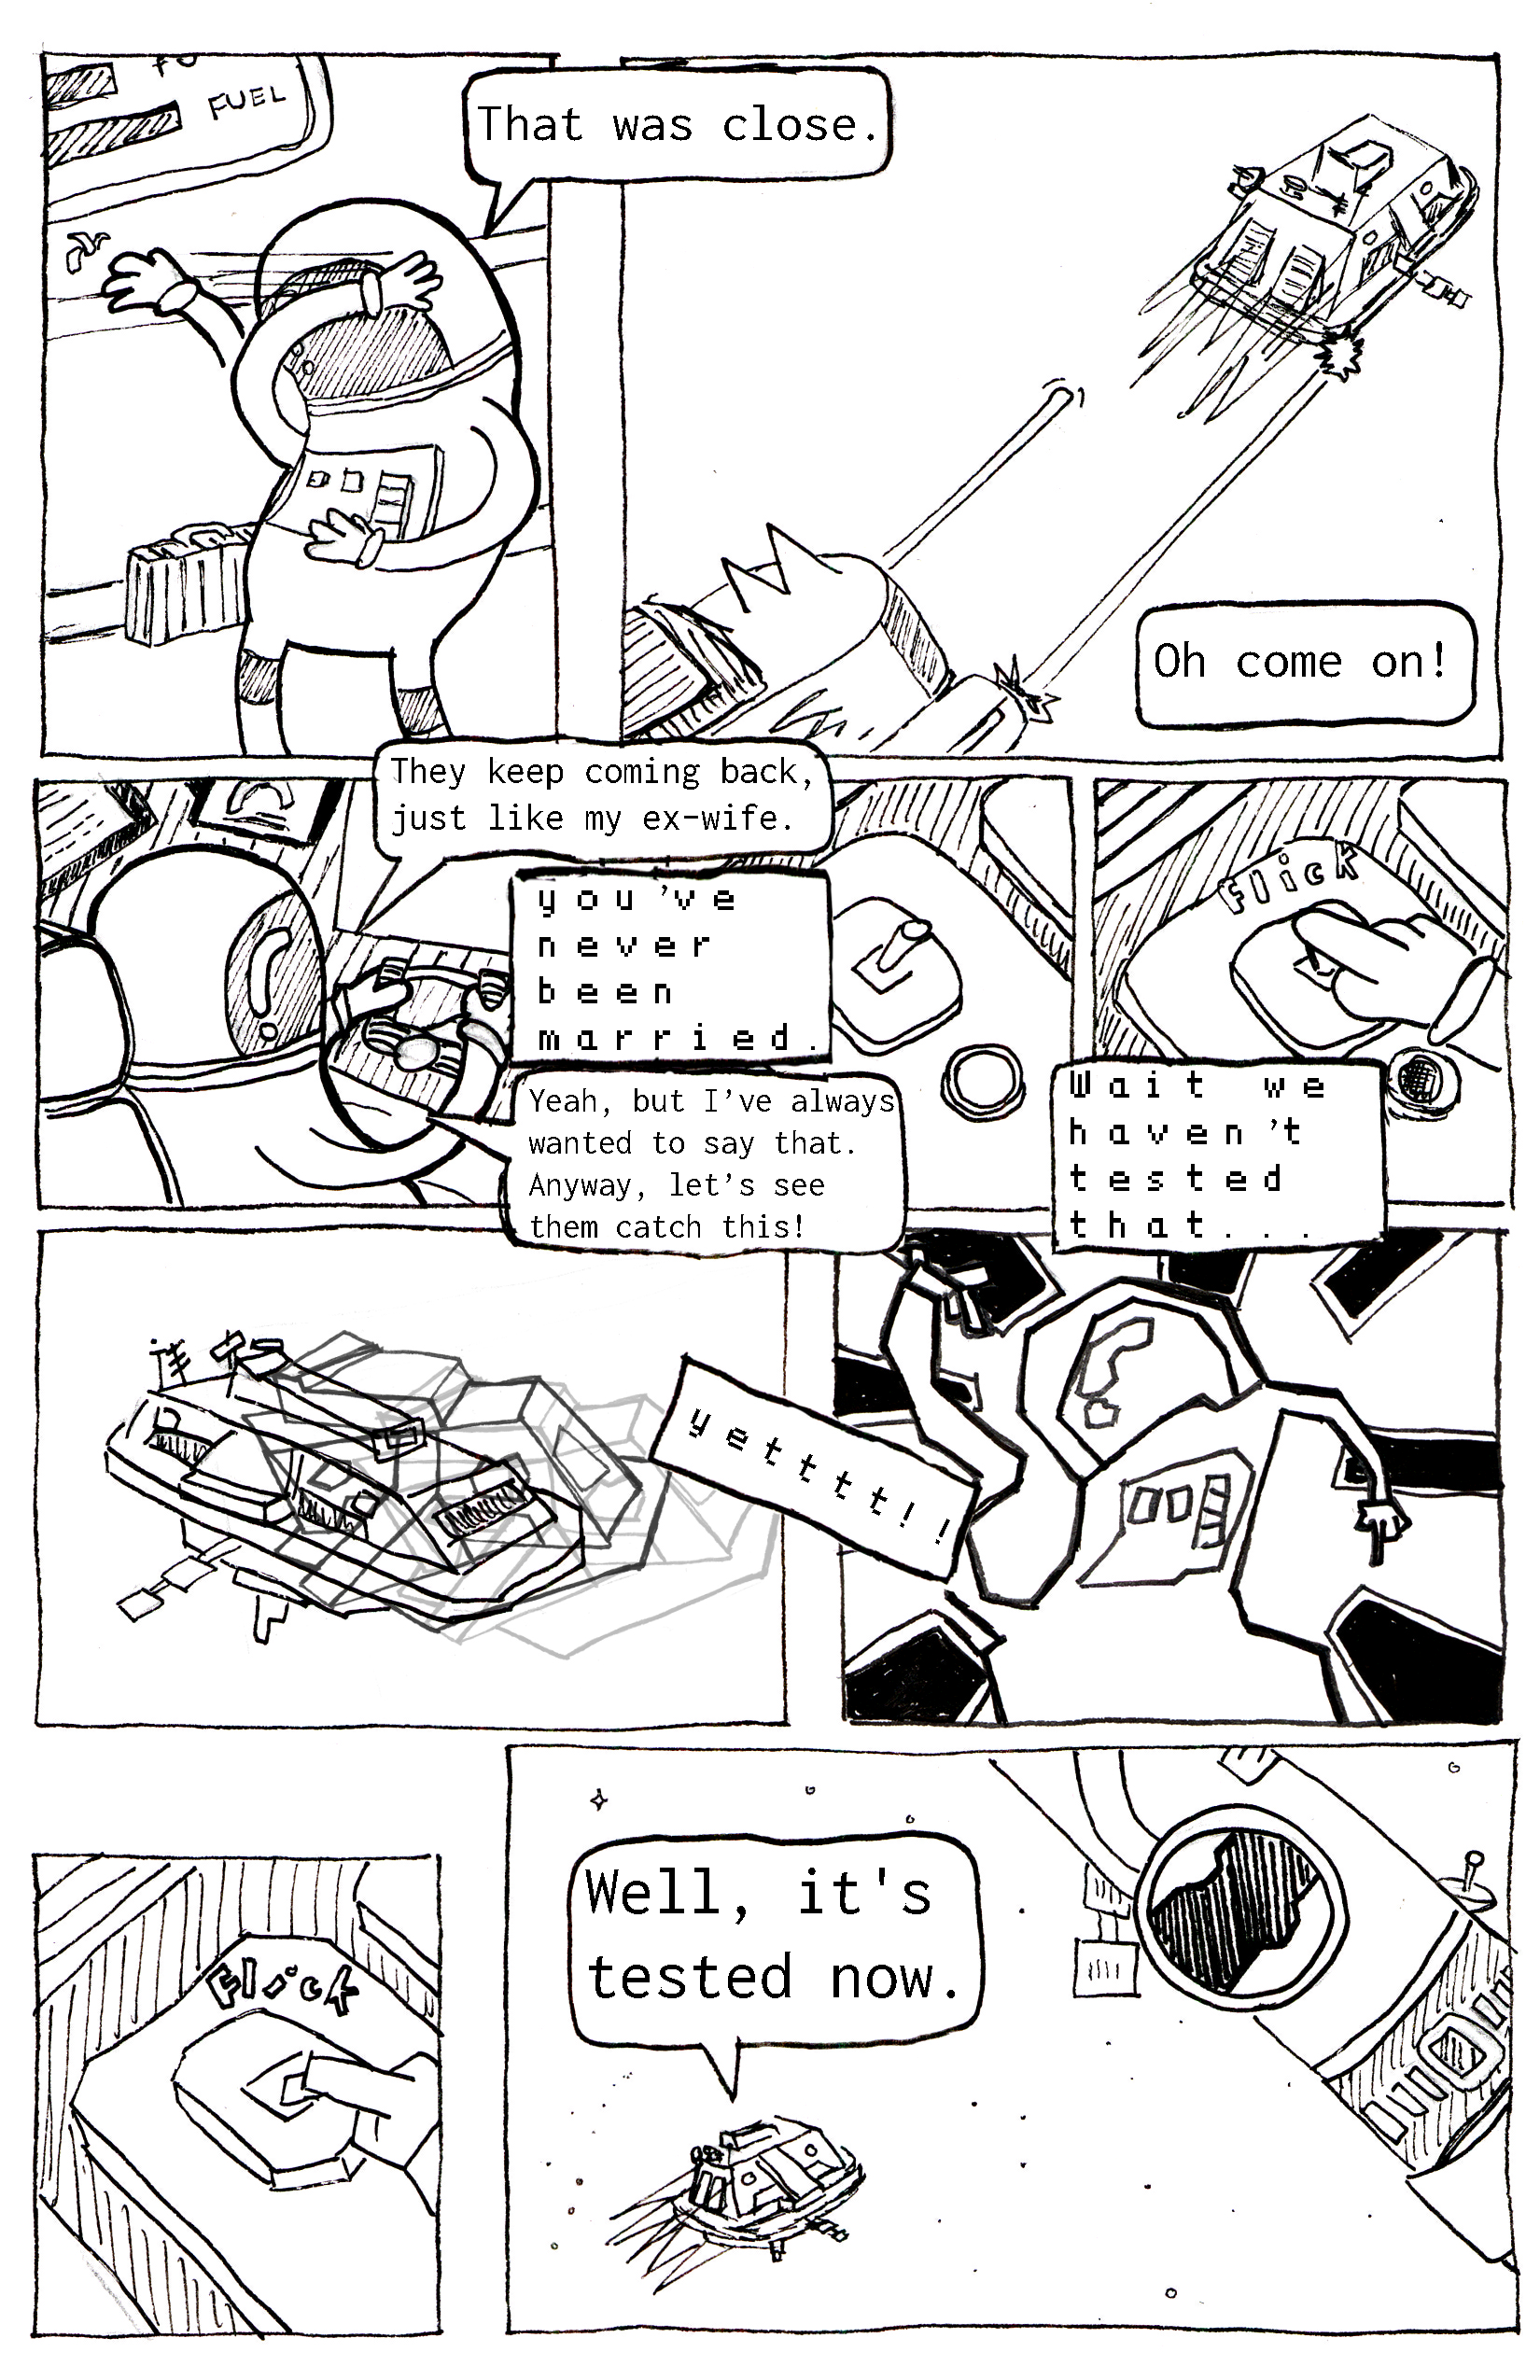 FUEL
That was close.
Oh come on!
They keep coming back,
just like my ex-wife.
you've
never
been
married.
Yeah, but I've always
wanted to say that.
Anyway, let's see
them catch this!
Flick
Wait we
haven't
tested
that...
yetttt!!
Flick
Well, it's
tested now.